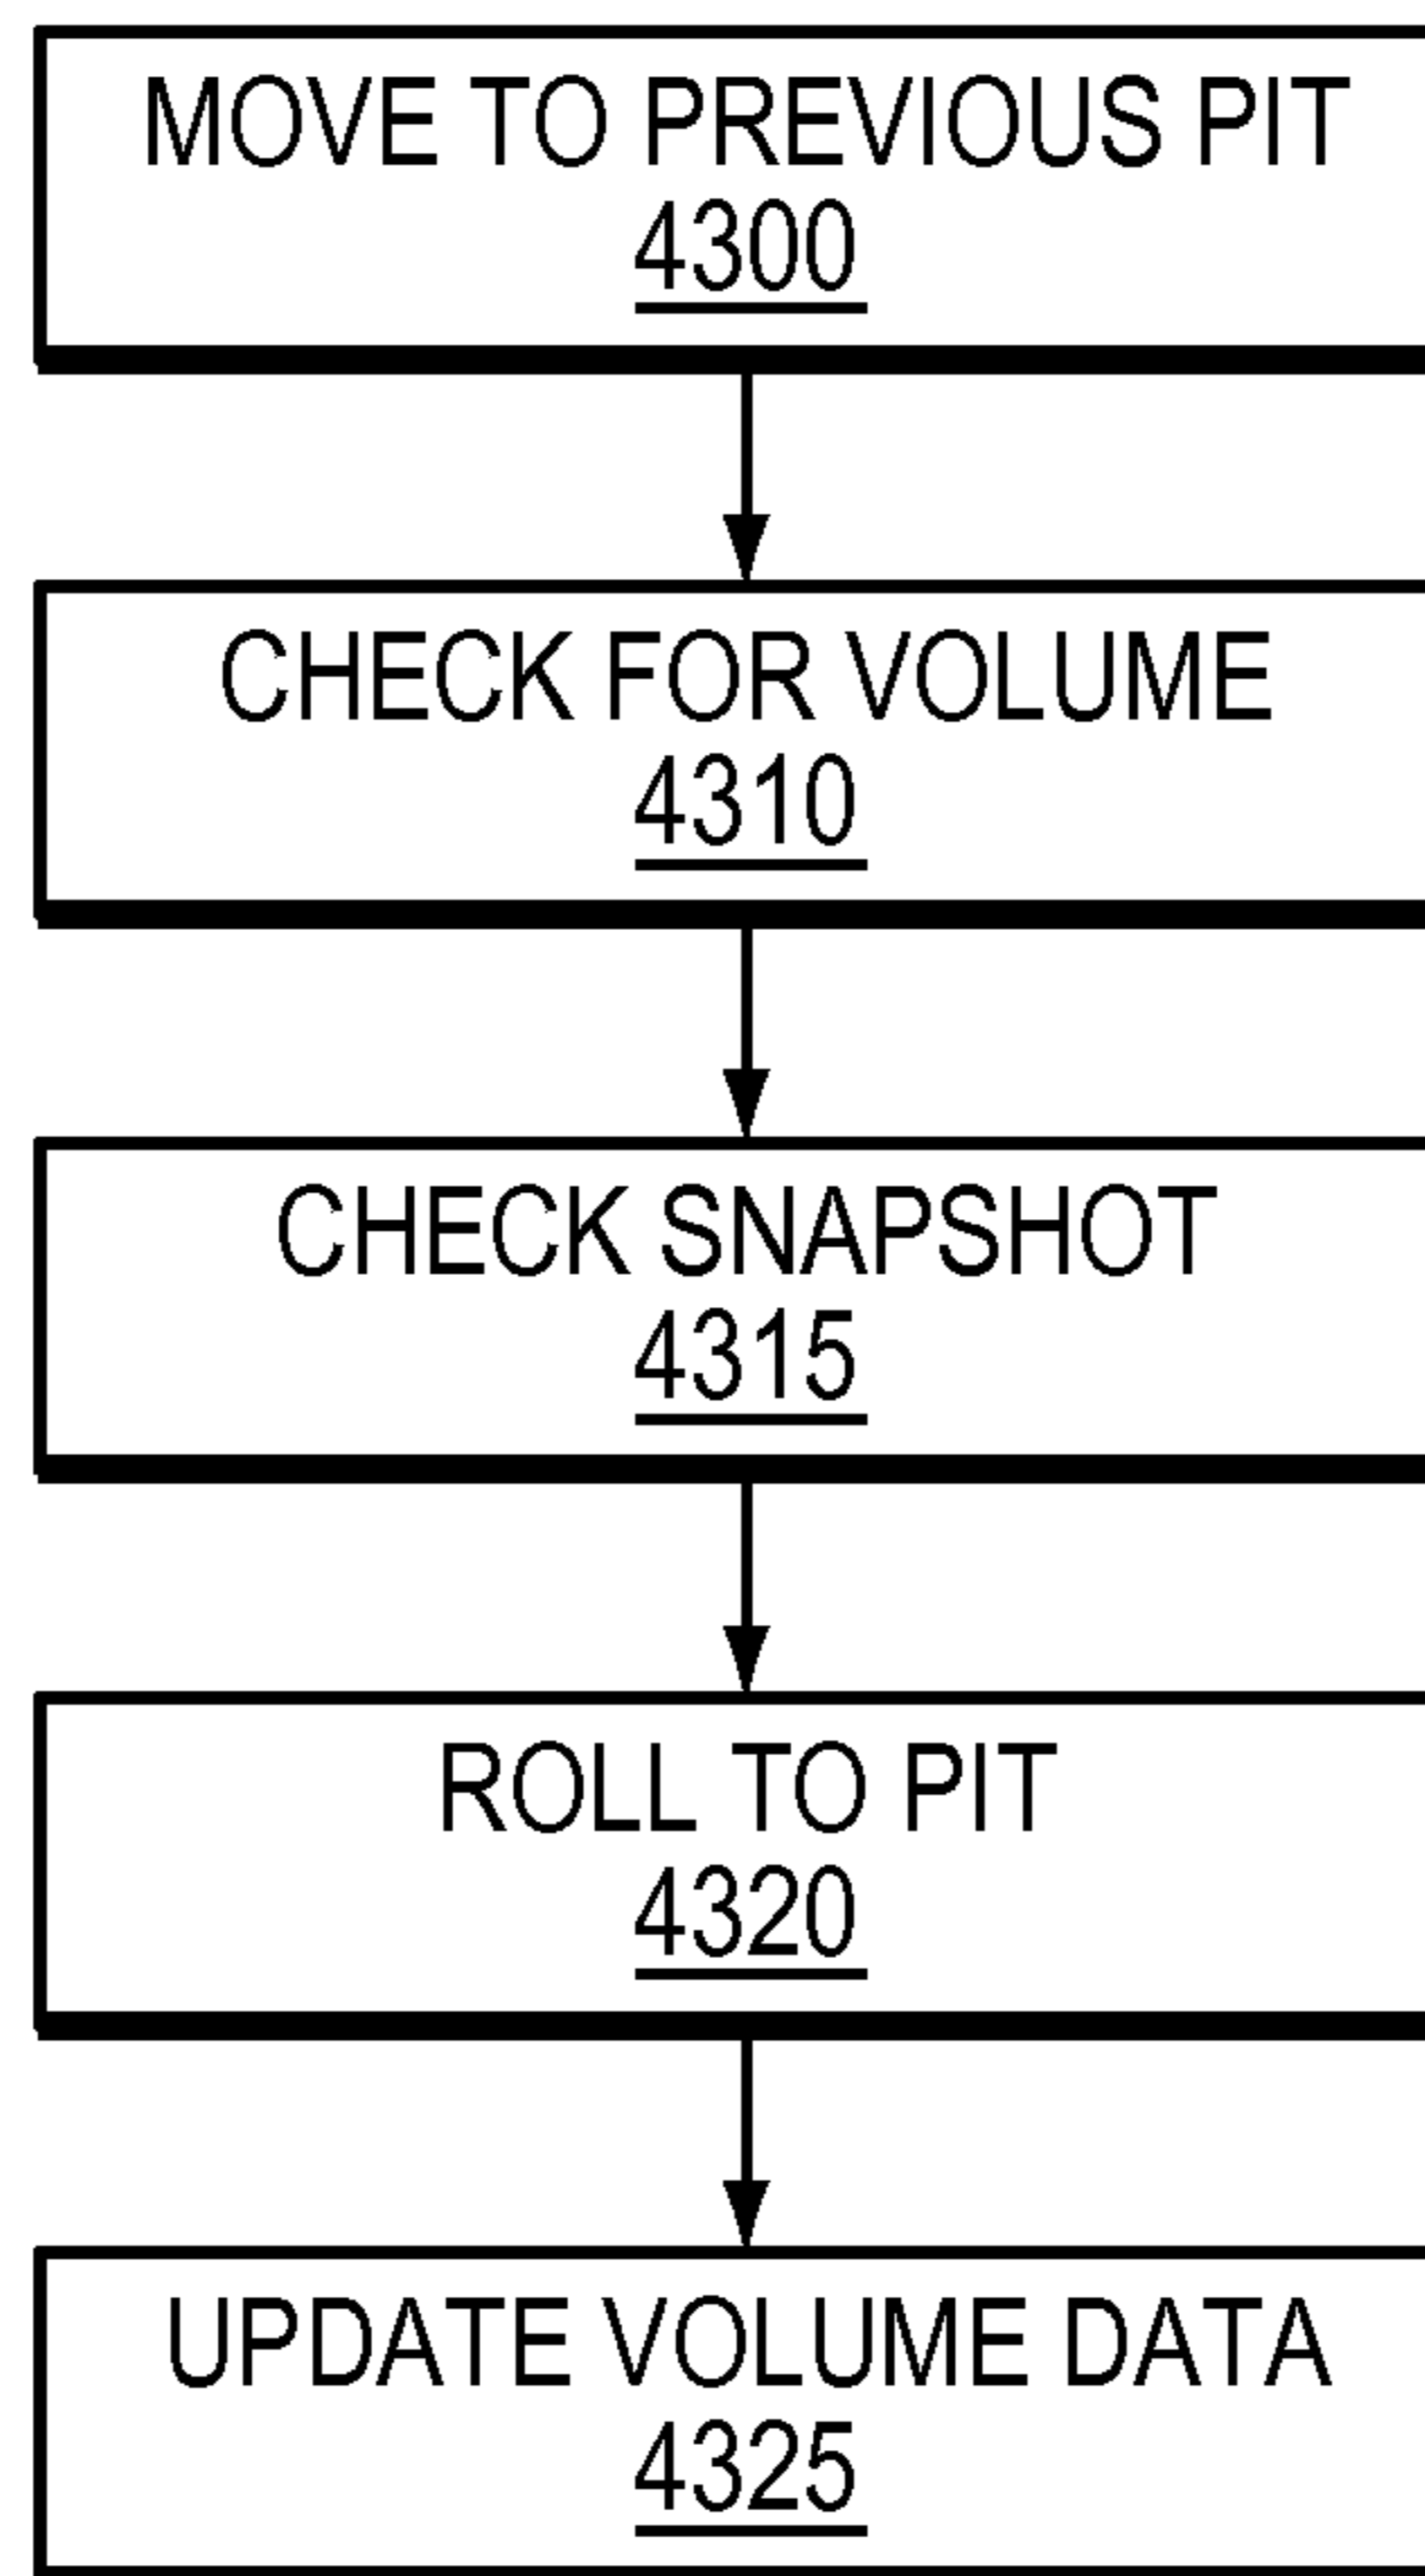 MOVE TO PREVIOUS PIT
4300
CHECK FOR VOLUME
4310
CHECK SNAPSHOT
4315
ROLL TO PIT
4320
UPDATE VOLUME DATA
4325